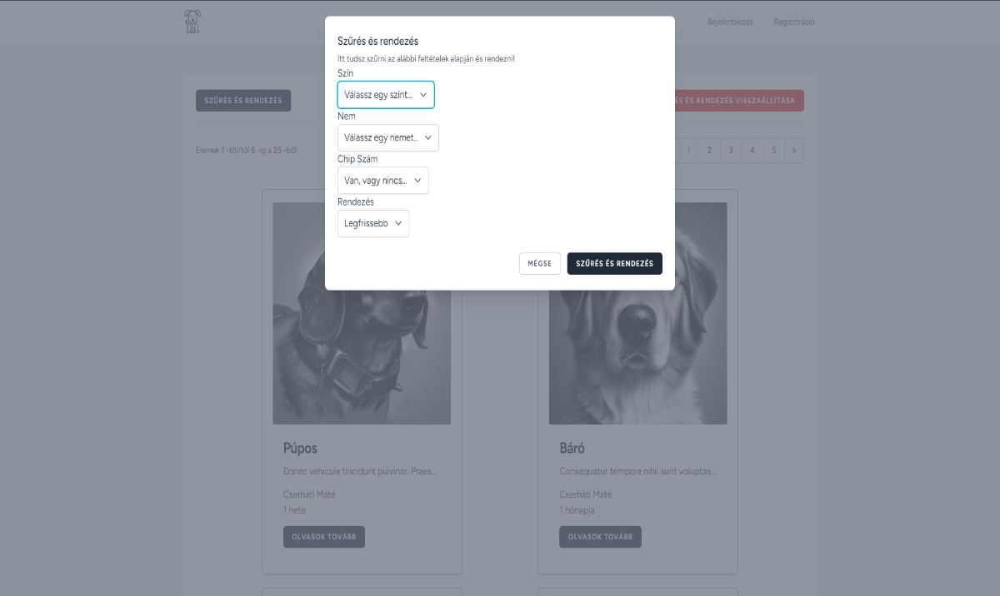 Bejelentkezés
Regisztráció
Szűrés és rendezés
Itt tudsz szűrni az alábbi feltételek alapján és rendezni!
Szín
Válassz egy színt...
Nem
Válassz egy nemet..
Chip Szám
Van, vagy nincs...
Rendezés
Legfrissebb
MÉGSE
SZŰRÉS ÉS RENDEZÉS
SZŰRÉS ÉS RENDEZÉS
ÉS ÉS RENDEZÉS VISSZAÁLLÍTÁSA
Elemek 1 -től/tól 6 -ig a 25 -ből
1 2 3 4 5
Púpos
Donec vehicula tincidunt pulvinar. Praes...
Cserháti Máté
1 hete
OLVASOK TOVÁBB
Báró
Consequatur tempora nihil sunt voluptas...
Cserháti Máté
1 hónapja
OLVASOK TOVÁBB